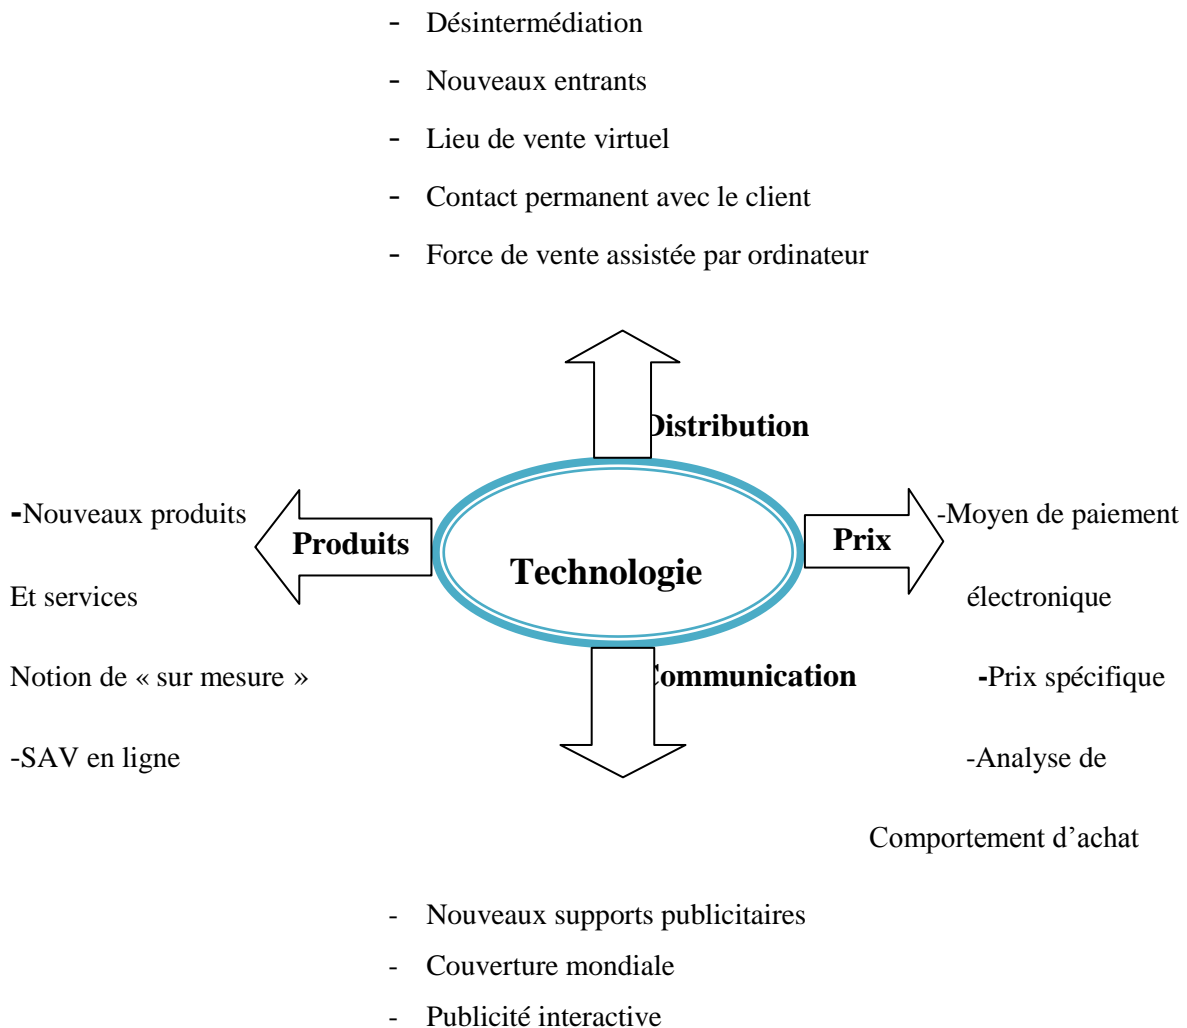 - Désintermédiation
- Nouveaux entrants
- Lieu de vente virtuel
- Contact permanent avec le client
- Force de vente assistée par ordinateur
Distribution
-Nouveaux produits
Produits
Technologie
Prix
-Moyen de paiement
Et services
électronique
Notion de « sur mesure »
Communication
-Prix spécifique
-SAV en ligne
-Analyse de
Comportement d’achat
- Nouveaux supports publicitaires
- Couverture mondiale
- Publicité interactive